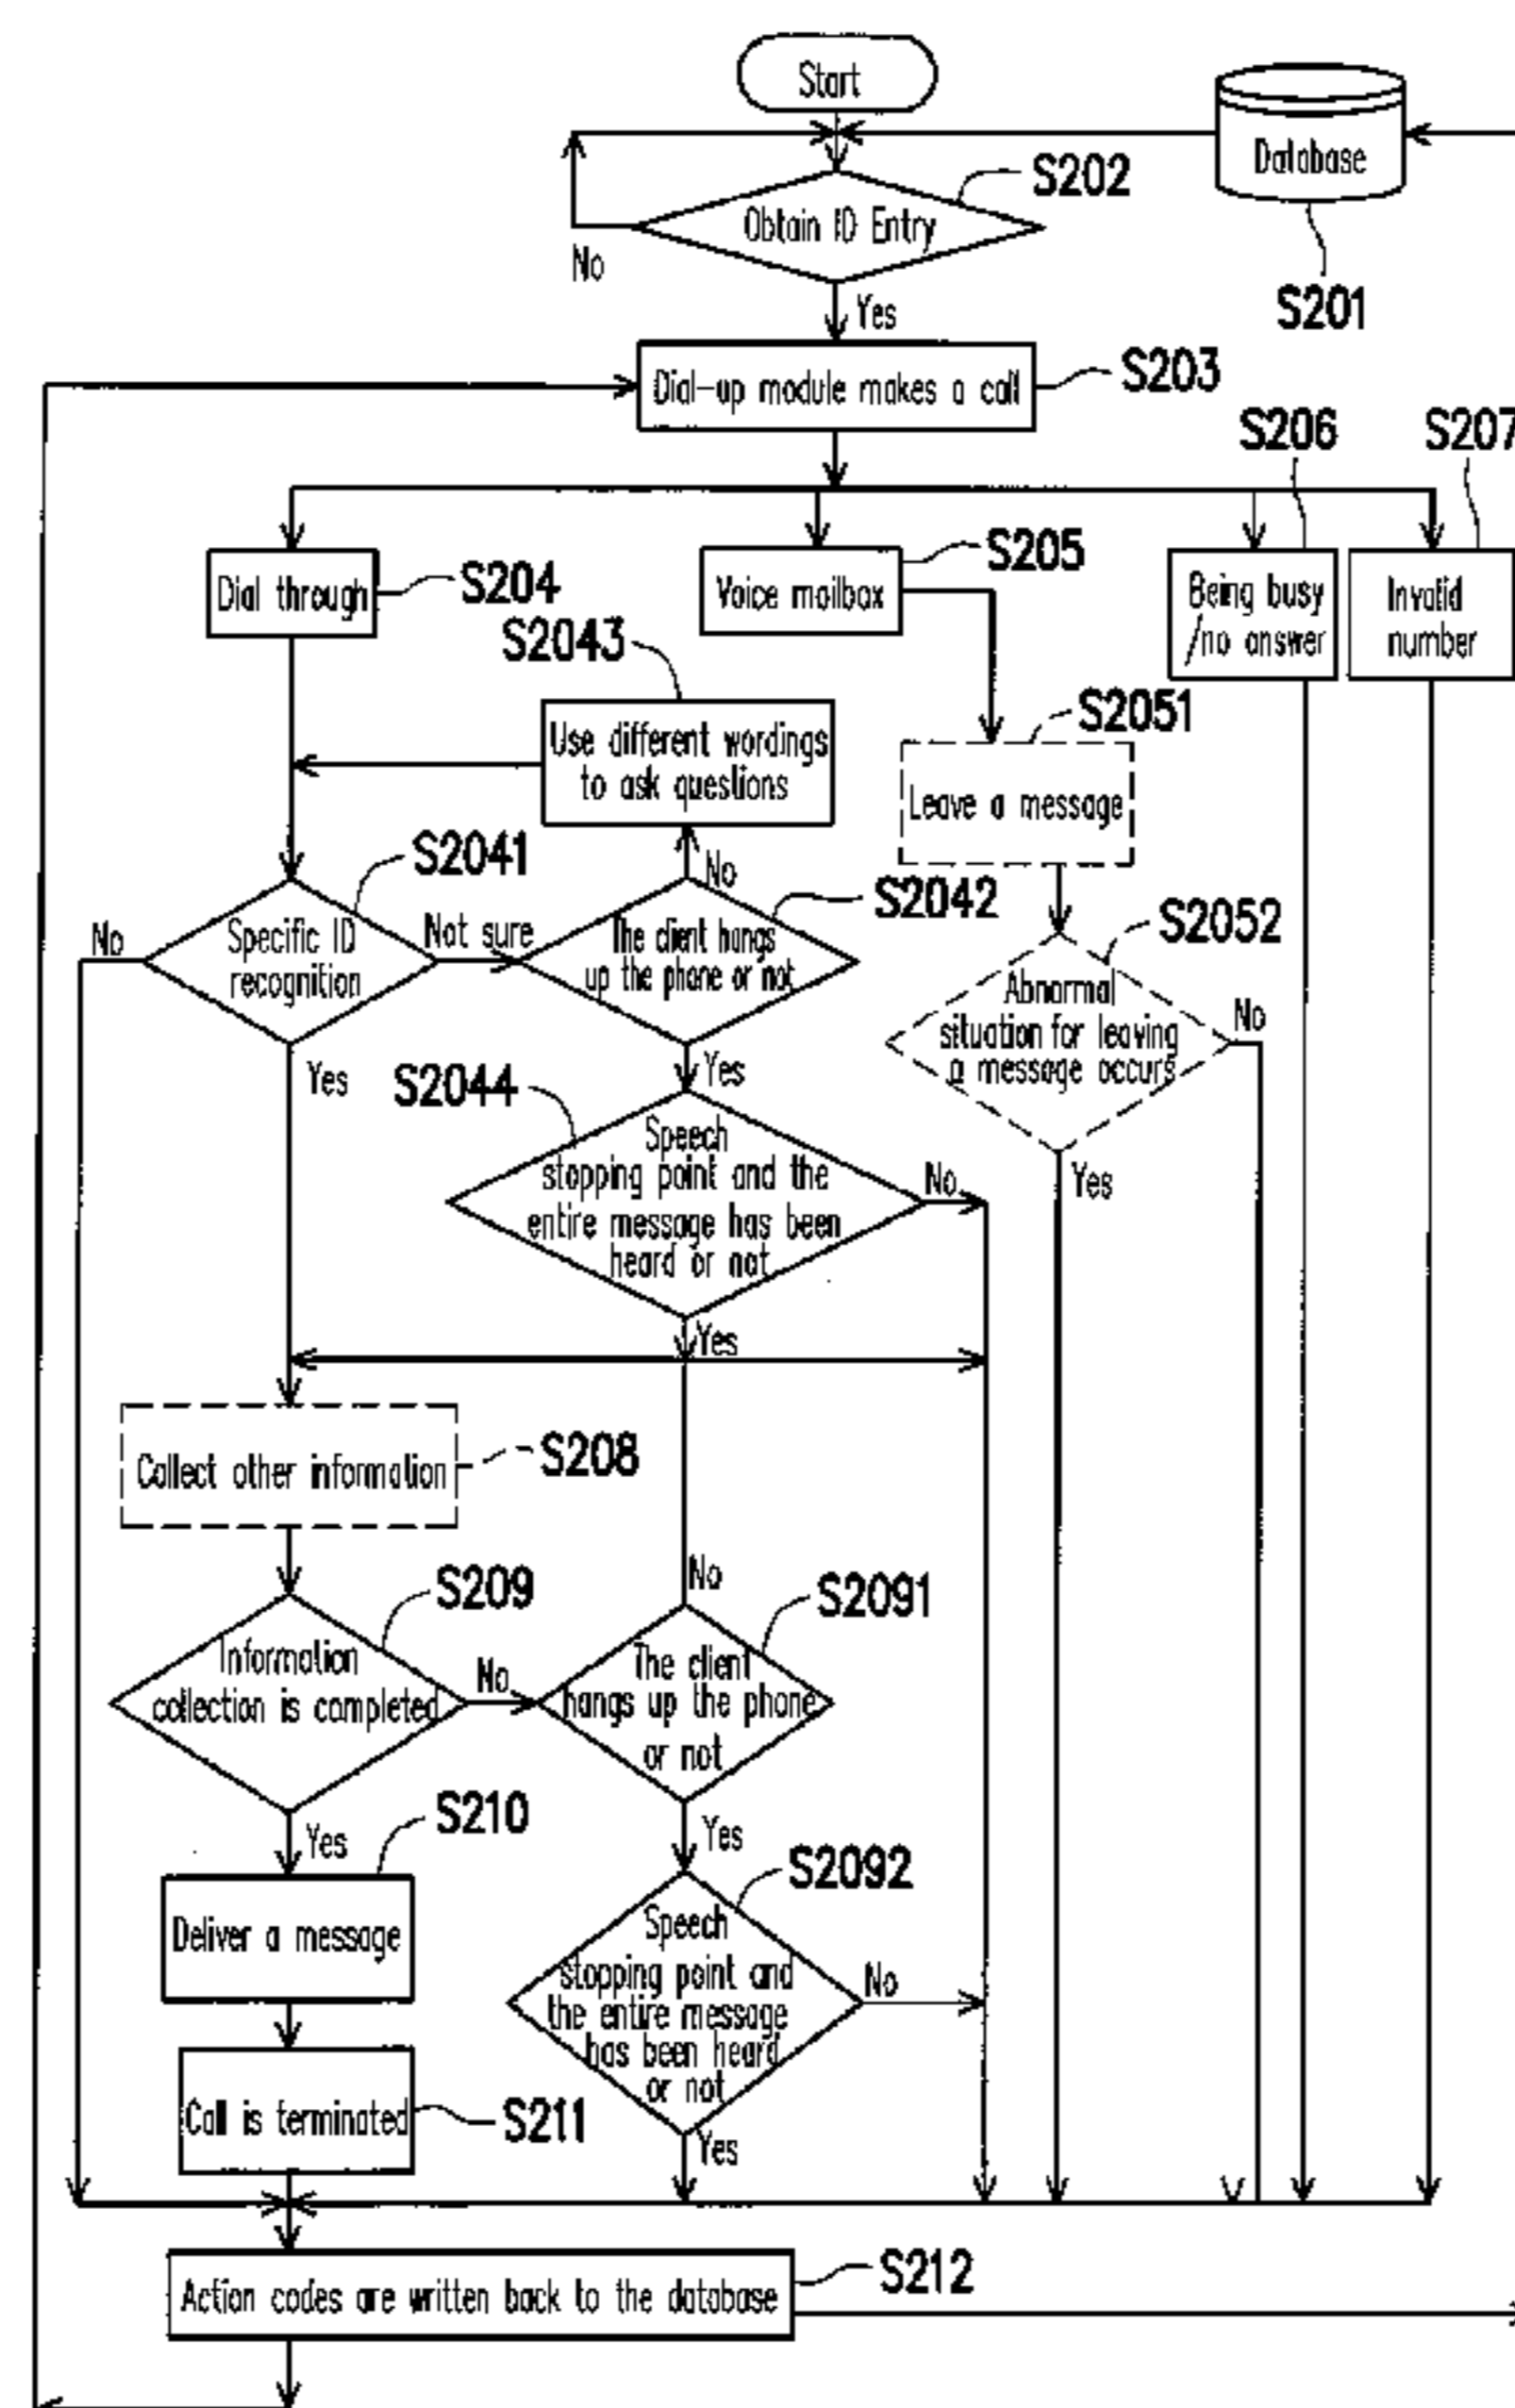 Start
Database
S202
Obtain ID Entry
No
S201
Yes
Dial-up module makes a call
S203
S206
S207
Dial through
S204
Voice mailbox
S205
Being busy
/no answer
Invalid
number
S2043
Use different wordings
to ask questions
S2051
Leave a message
S2041
No
S2042
No
Specific ID
recognition
Not sure
The client hangs
up the phone or not
S2052
Abnormal
situation for leaving
a message occurs
No
Yes
Yes
S2044
Speech
stopping point and the
entire message has been
heard or not
No
Yes
Yes
Collect other information
S208
No
S209
S2091
Information
collection is completed
No
The client
hangs up the phone
or not
S210
Yes
Yes
S2092
Deliver a message
Speech
stopping point and
the entire message
has been heard
or not
No
Call is terminated
S211
Yes
S212
Action codes are written back to the database